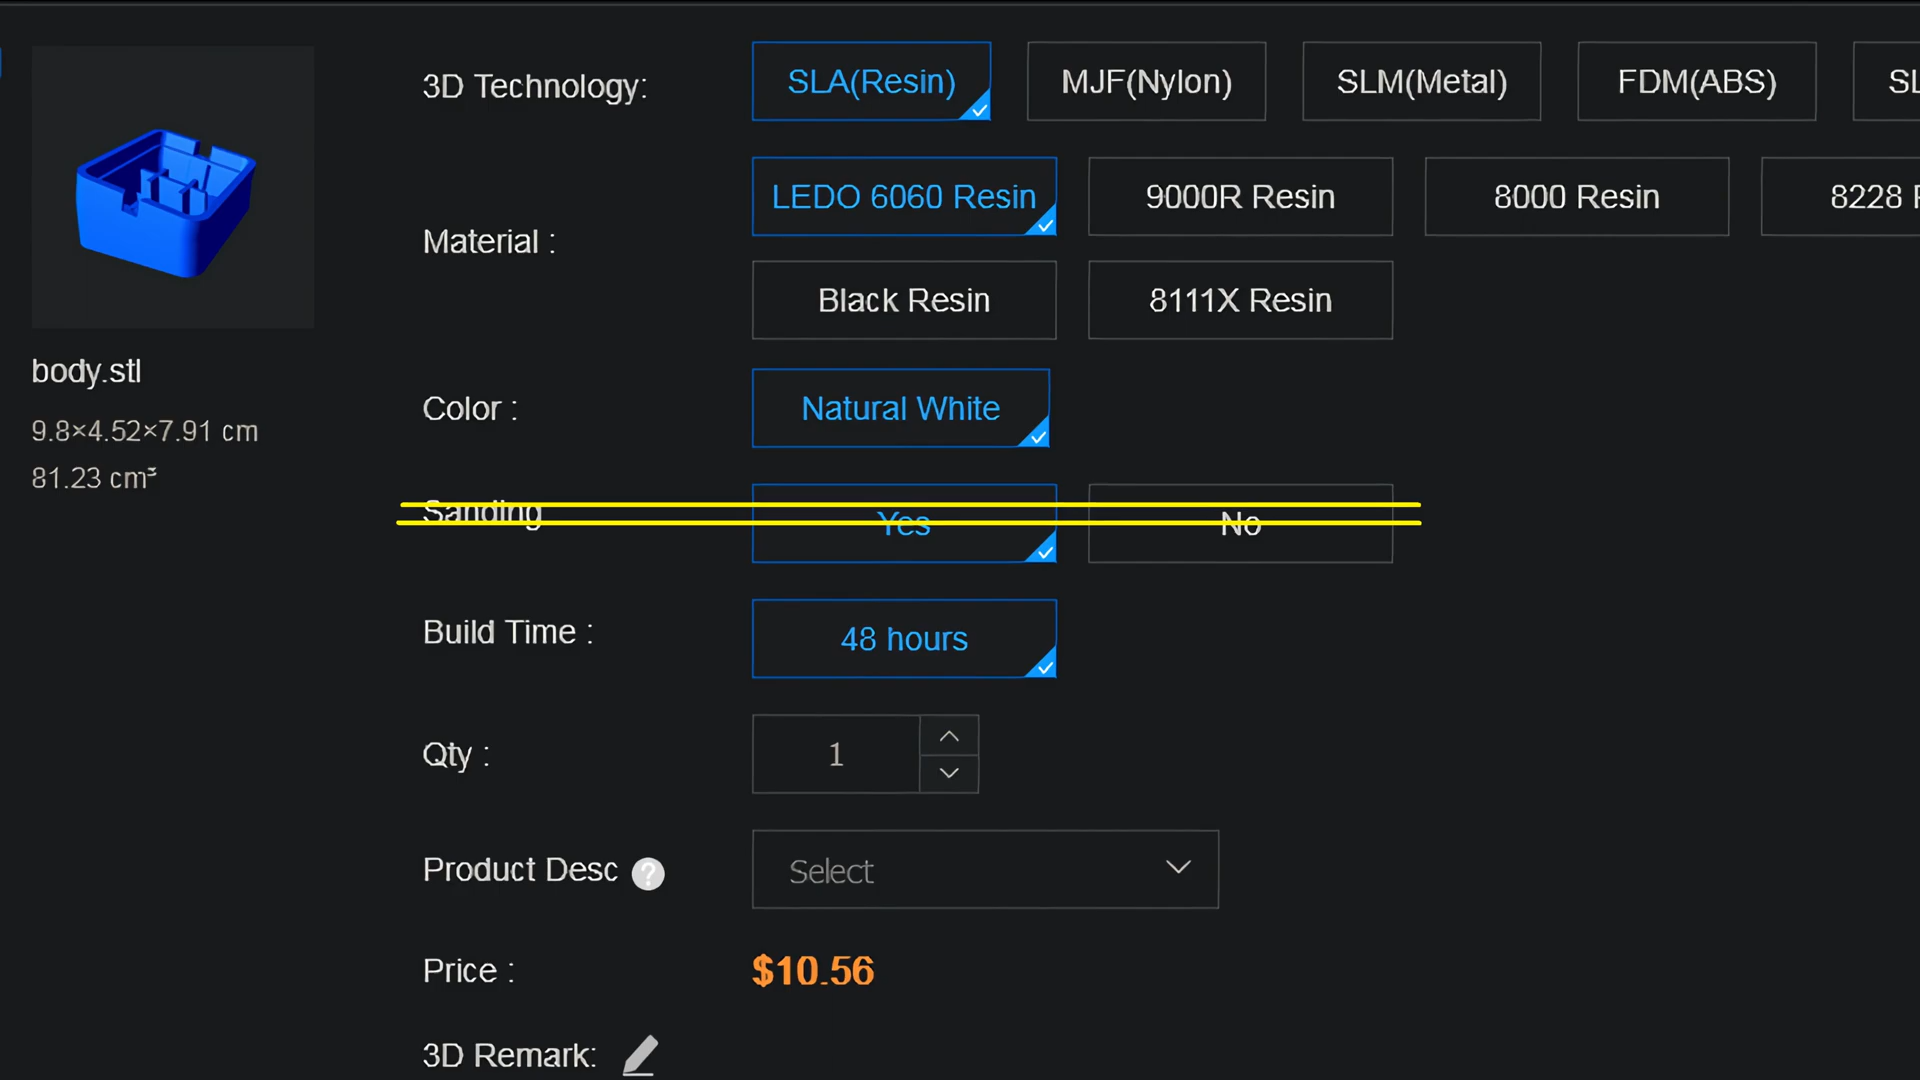 3D Technology:
SLA(Resin)
MJF(Nylon)
SLM(Metal)
FDM(ABS)
LEDO 6060 Resin
9000R Resin
8000 Resin
8228
Material :
Black Resin
8111X Resin
body.stl
9.8×4.52×7.91 cm
81.23 cm³
Color :
Natural White
Sanding
Yes
No
Build Time :
48 hours
Qty :
1
Product Desc ?
Select
Price :
$10.56
3D Remark: